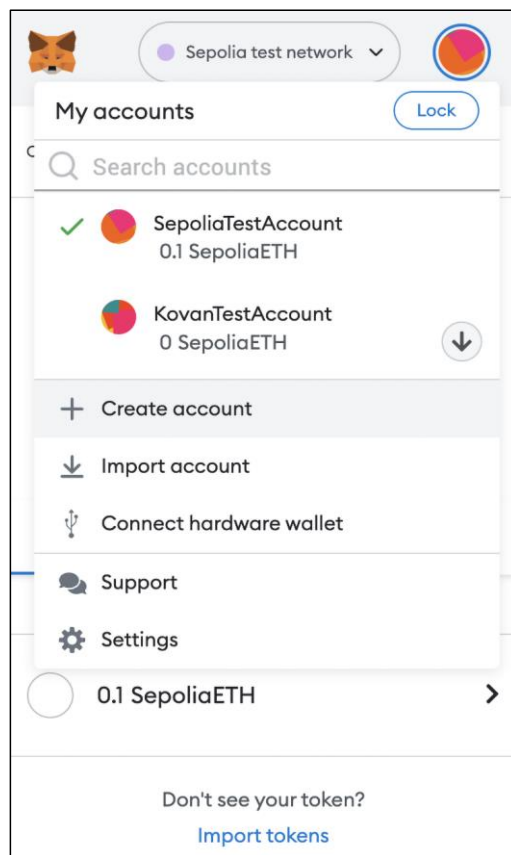 Sepolia test network
My accounts
Lock
Search accounts
SepoliaTestAccount
0.1 SepoliaETH
KovanTestAccount
0 SepoliaETH
Create account
Import account
Connect hardware wallet
Support
Settings
0.1 SepoliaETH
Don't see your token?
Import tokens